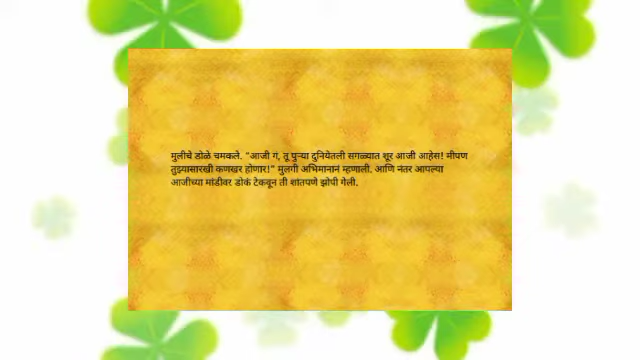 मुलीचे डोळे चमकले. "आजी गं, तू पुऱ्या दुनियेतली सगळ्यात शूर आजी आहेस! मीपण
तुझ्यासारखी कणखर होणार!" मुलगी अभिमानानं म्हणाली. आणि नंतर आपल्या
आजीच्या मांडीवर डोकं टेकवून ती शांतपणे झोपी गेली.